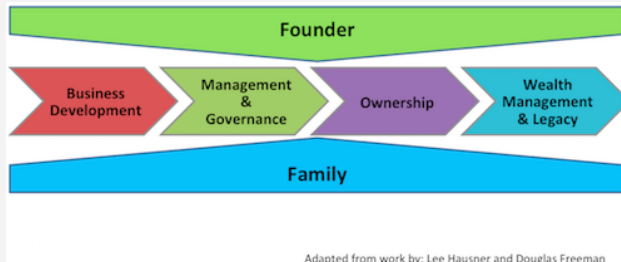 Founder
Business
Development
Management
&
Governance
Ownership
Wealth
Management
& Legacy
Family
Adapted from work by: Lee Hausner and Douglas Freeman